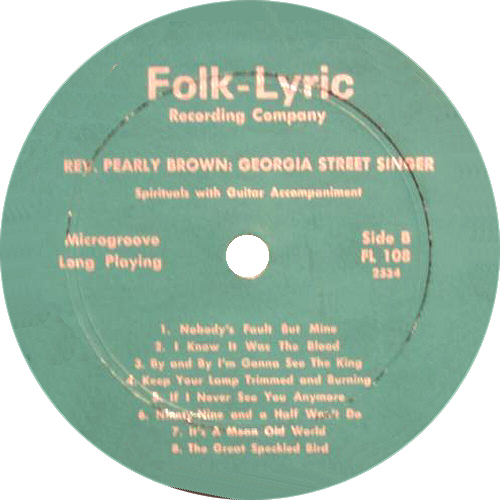 Folk-Lyric
Recording Company
REV. PEARLY BROWN: GEORGIA STREET SINGER
Spirituals with Guitar Accompaniment
Microgroove
Long Playing
Side B
FL 108
2534
1. Nobody's Fault But Mine
2. I Know It Was The Blood
3. By and By I'm Gonna See The King
4. Keep Your Lamp Trimmed and Burning
5. If I Never See You Anymore
6. Ninety-Nine and a Half Won't Do
7. It's A Mean Old World
8. The Great Speckled Bird